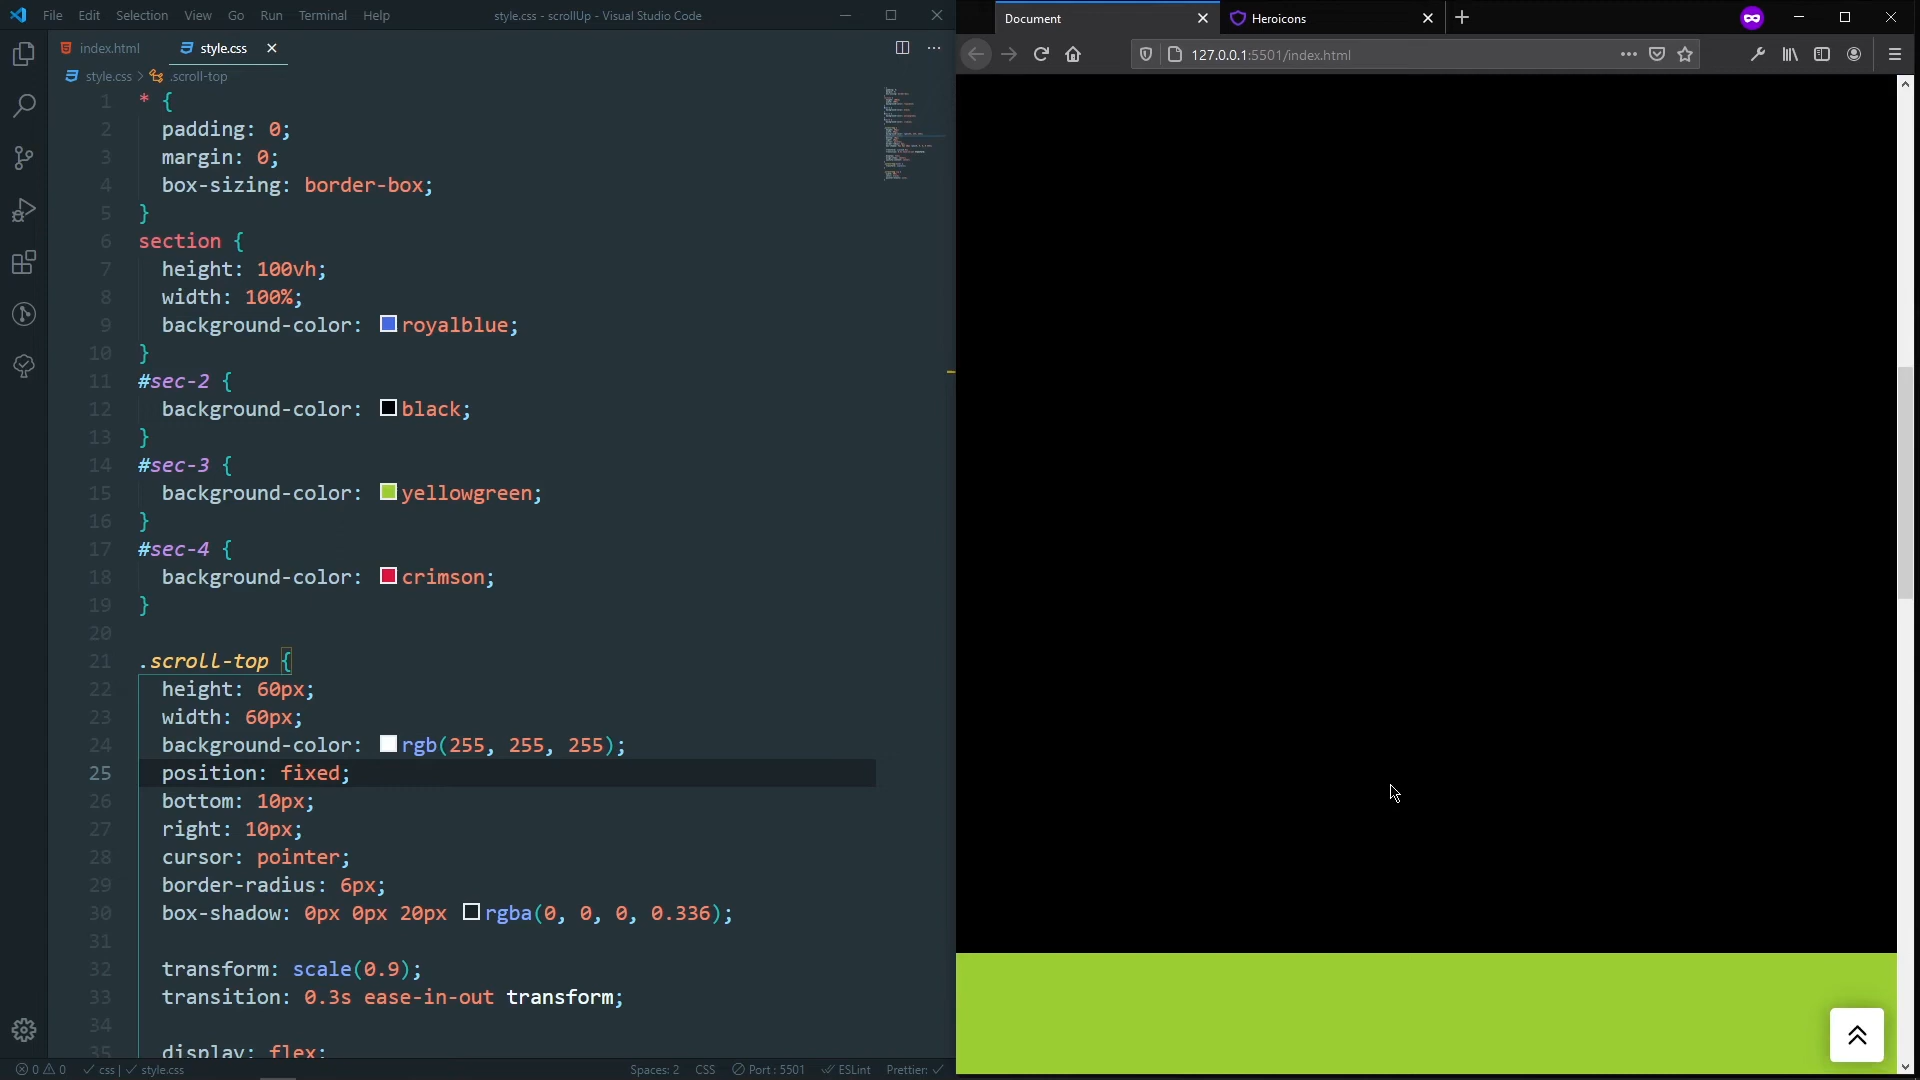 File Edit Selection View Go Run Terminal Help
style.css - scrollUp - Visual Studio Code
index.html
style.css
style.css > .scroll-top
1 * {
2 padding: 0;
3 margin: 0;
4 box-sizing: border-box;
5 }
6 section {
7 height: 100vh;
8 width: 100%;
9 background-color: royalblue;
10 }
11 #sec-2 {
12 background-color: black;
13 }
14 #sec-3 {
15 background-color: yellowgreen;
16 }
17 #sec-4 {
18 background-color: crimson;
19 }
20
21 .scroll-top {
22 height: 60px;
23 width: 60px;
24 background-color: rgb(255, 255, 255);
25 position: fixed;
26 bottom: 10px;
27 right: 10px;
28 cursor: pointer;
29 border-radius: 6px;
30 box-shadow: 0px 0px 20px rgba(0, 0, 0, 0.336);
31
32 transform: scale(0.9);
33 transition: 0.3s ease-in-out transform;
34
35 display: flex;
0 0 css | style.css
Spaces: 2 CSS Port : 5501 ESLint Prettier:
Document
Heroicons
127.0.0.1:5501/index.html